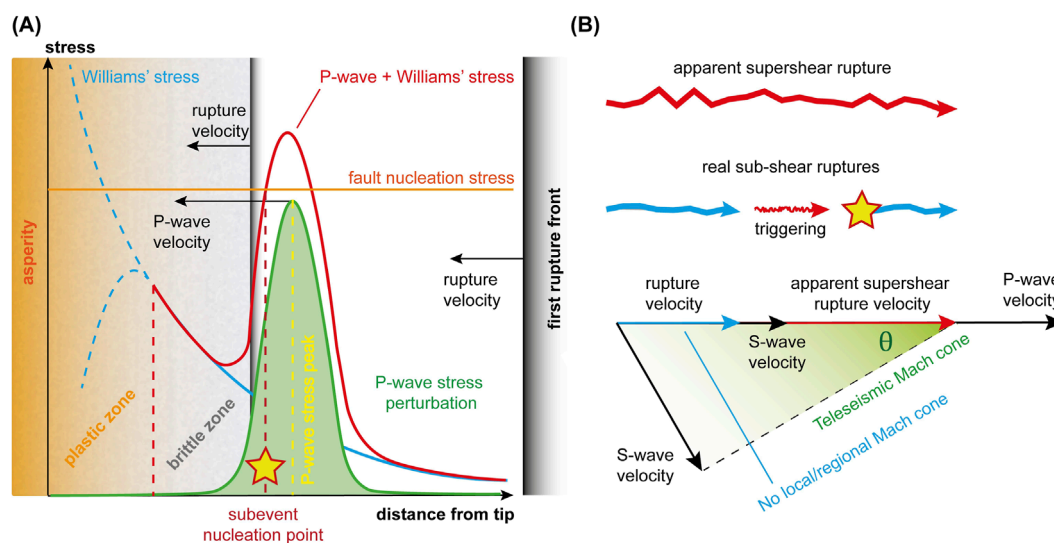 (A)
stress
Williams' stress
P-wave + Williams' stress
rupture
velocity
fault nucleation stress
P-wave
velocity
asperity
rupture
velocity
first rupture front
P-wave stress
perturbation
P-wave stress peak
plastic zone
brittle zone
subevent
nucleation point
distance from tip
(B)
apparent supershear rupture
real sub-shear ruptures
triggering
rupture
velocity
apparent supershear
rupture velocity
P-wave
velocity
S-wave
velocity
θ
Teleseismic Mach cone
S-wave
velocity
No local/regional Mach cone